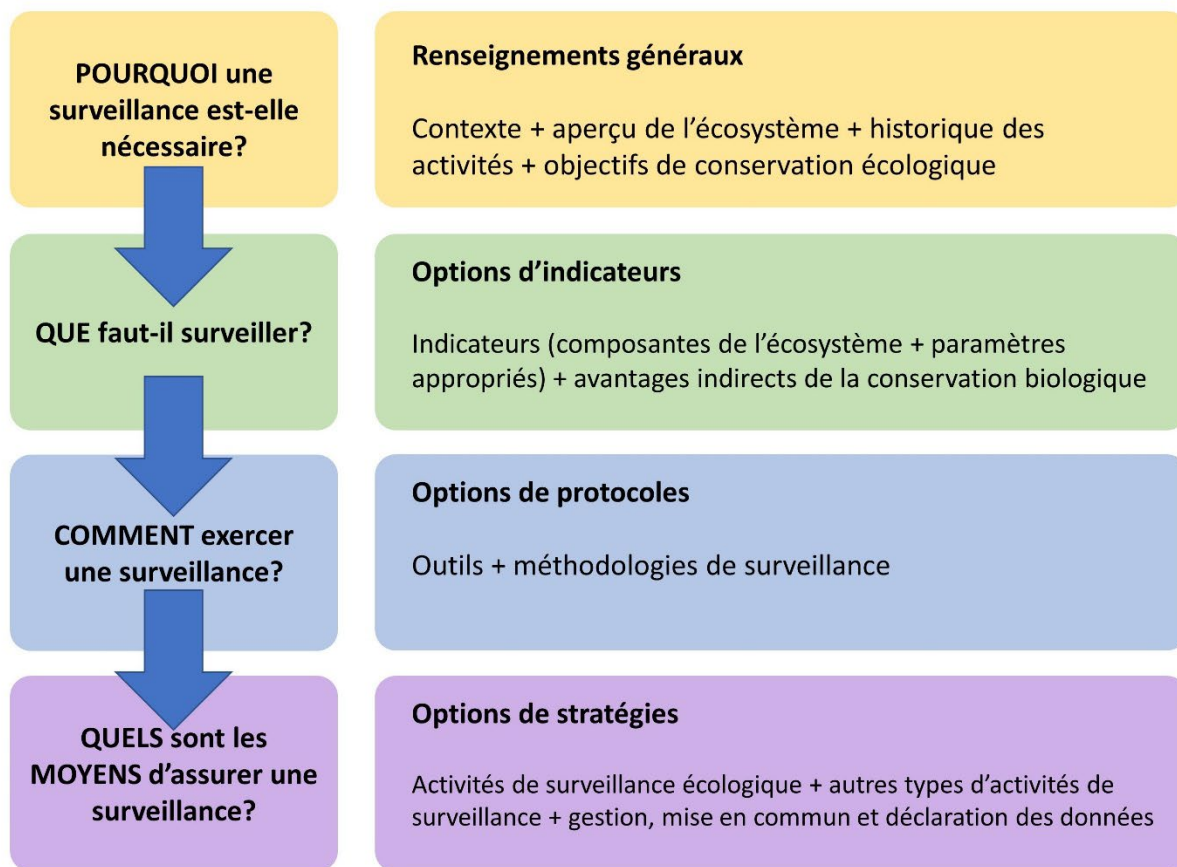 POURQUOI une
surveillance est-elle
nécessaire?
Renseignements généraux
Contexte + aperçu de l’écosystème + historique des
activités + objectifs de conservation écologique
QUE faut-il surveiller?
Options d’indicateurs
Indicateurs (composantes de l’écosystème + paramètres
appropriés) + avantages indirects de la conservation biologique
COMMENT exercer
une surveillance?
Options de protocoles
Outils + méthodologies de surveillance
QUELS sont les
MOYENS d’assurer une
surveillance?
Options de stratégies
Activités de surveillance écologique + autres types d’activités de
surveillance + gestion, mise en commun et déclaration des données